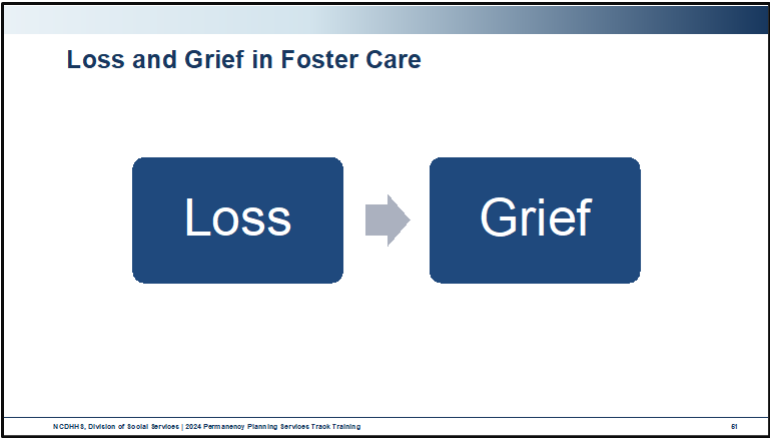 Loss and Grief in Foster Care
Loss
Grief
NCDHHS, Division of Social Services | 2024 Permanency Planning Services Track Training
61